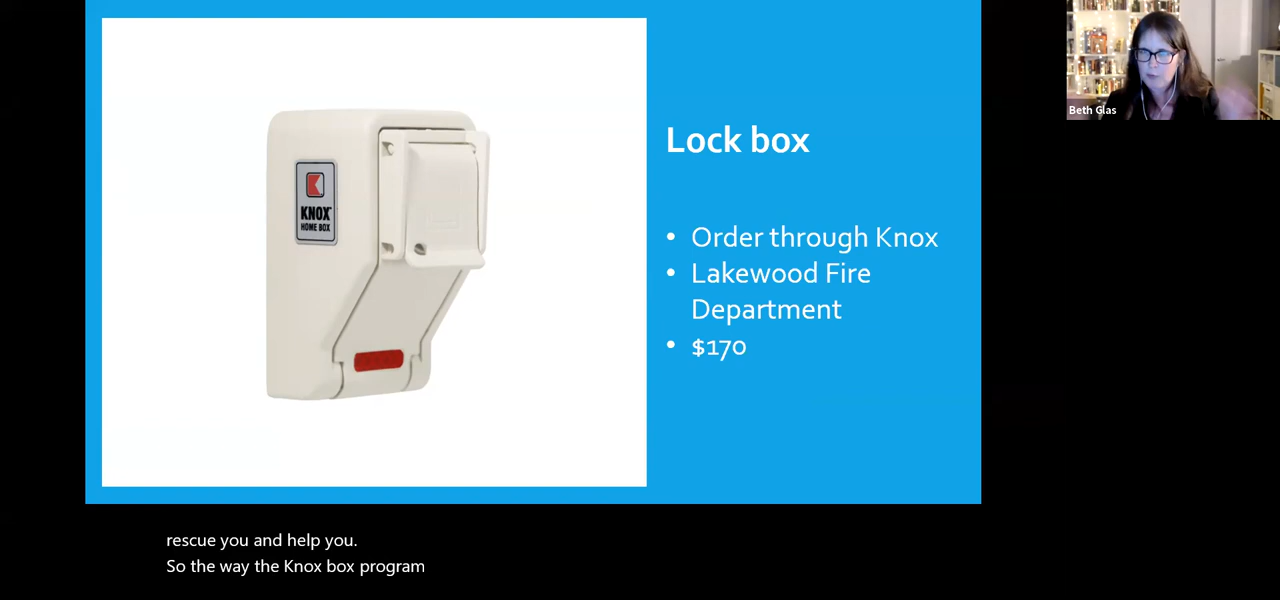 Beth Glas
Lock box
KNOX
HOME BOX
• Order through Knox
• Lakewood Fire
Department
• $170
rescue you and help you.
So the way the Knox box program